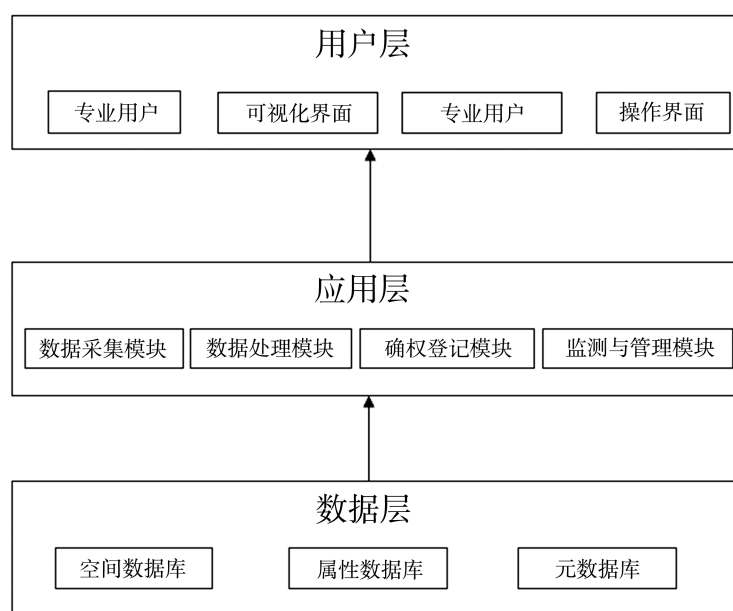 用户层
专业用户 可视化界面 专业用户 操作界面
应用层
数据采集模块 数据处理模块 确权登记模块 监测与管理模块
数据层
空间数据库 属性数据库 元数据库